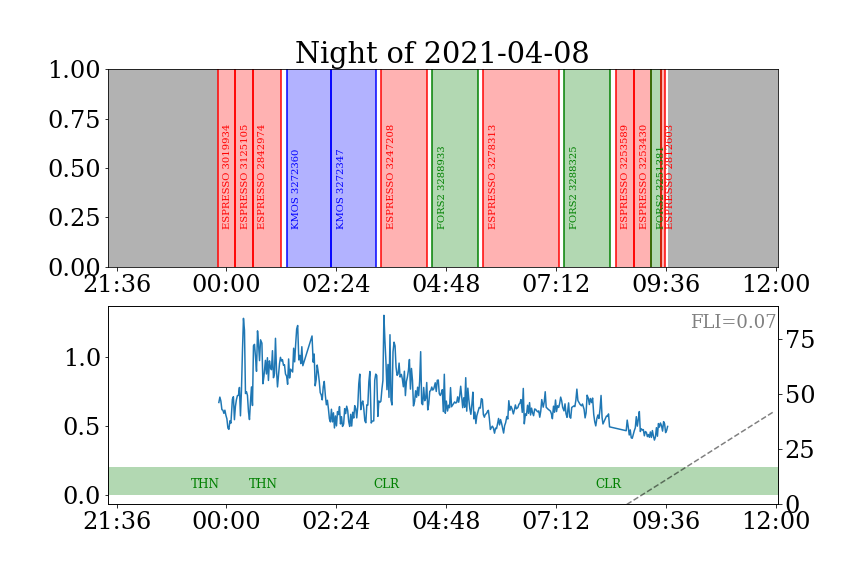 Night of 2021-04-08
1.00
0.75
0.50
0.25
0.00
ESPRESSO 3019934
ESPRESSO 3125105
ESPRESSO 2842974
KMOS 3272360
KMOS 3272347
ESPRESSO 3247208
FORS2 3288933
ESPRESSO 3278313
FORS2 3288325
ESPRESSO 3253589
ESPRESSO 3253430
FORS2 3251381
ESPRESSO 2812603
21:36 00:00 02:24 04:48 07:12 09:36 12:00
FLI=0.07
1.0
0.5
0.0
75
50
25
0
THN THN CLR CLR
21:36 00:00 02:24 04:48 07:12 09:36 12:00